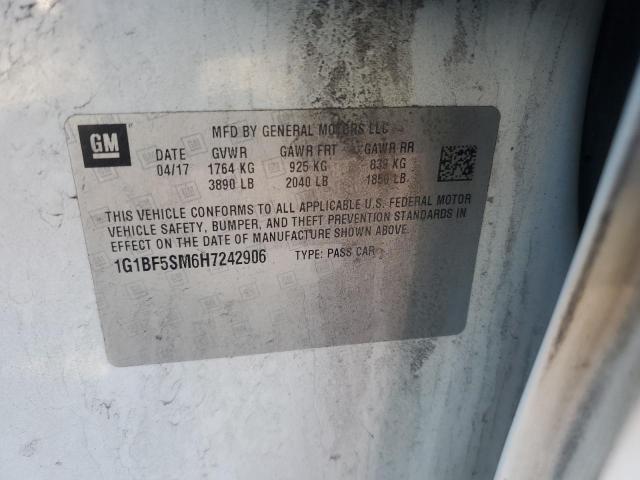 GM
MFD BY GENERAL MOTORS LLC
DATE GVWR GAWR FRT GAWR RR
04/17 1764 KG 925 KG 839 KG
3890 LB 2040 LB 1850 LB
THIS VEHICLE CONFORMS TO ALL APPLICABLE U.S. FEDERAL MOTOR
VEHICLE SAFETY, BUMPER, AND THEFT PREVENTION STANDARDS IN
EFFECT ON THE DATE OF MANUFACTURE SHOWN ABOVE.
1G1BF5SM6H7242906 TYPE: PASS CAR